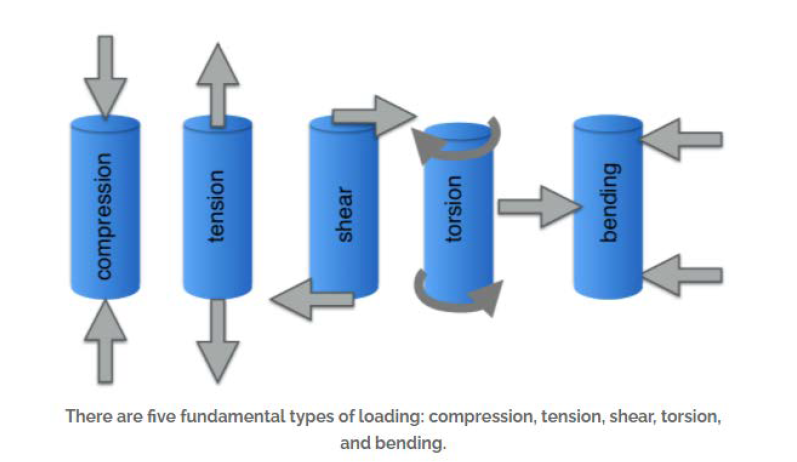 compression
tension
shear
torsion
bending
There are five fundamental types of loading: compression, tension, shear, torsion,
and bending.